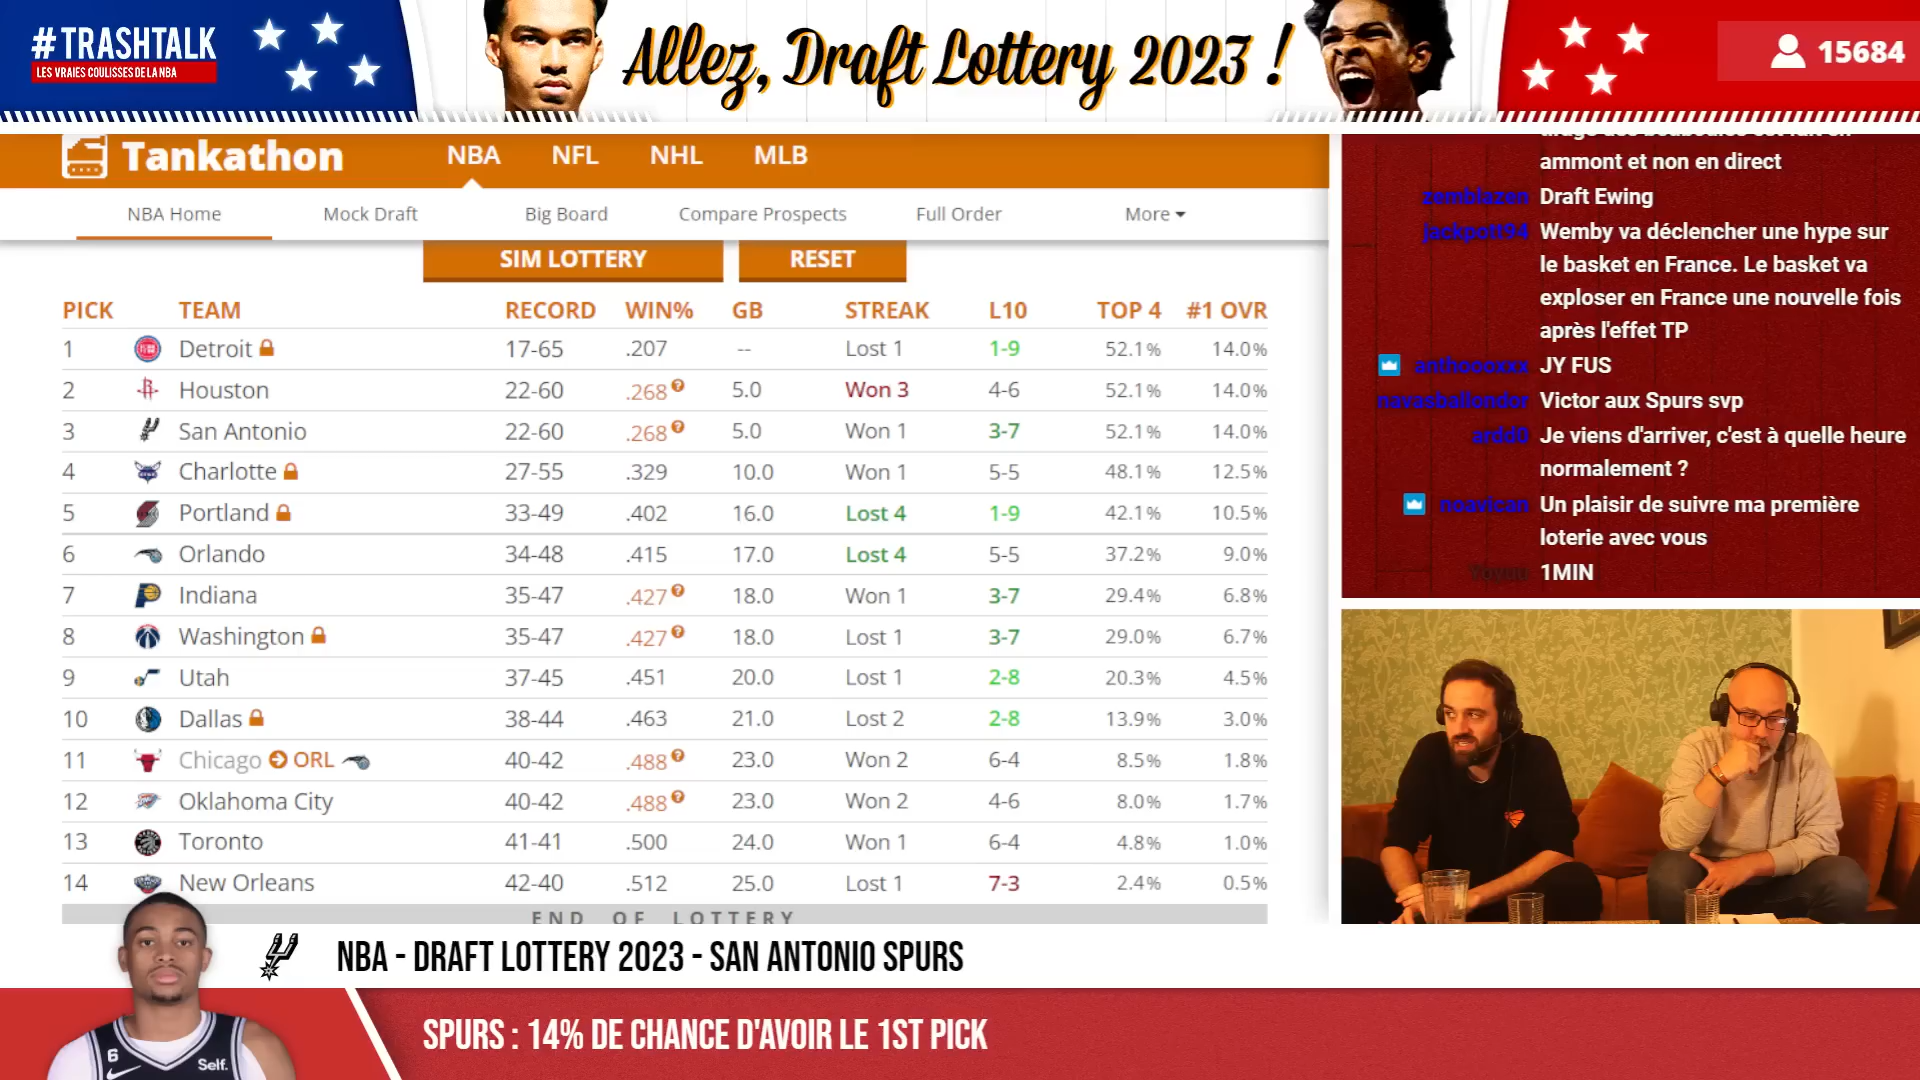 #TRASHTALK
LES VRAIES COULISSES DE LA NBA
Allez, Draft Lottery 2023 !
15684
Tankathon
NBA NFL NHL MLB
NBA Home Mock Draft Big Board Compare Prospects Full Order More
SIM LOTTERY RESET
PICK TEAM RECORD WIN% GB STREAK L10 TOP 4 #1 OVR
1 Detroit 17-65 .207 -- Lost 1 1-9 52.1% 14.0%
2 Houston 22-60 .268 5.0 Won 3 4-6 52.1% 14.0%
3 San Antonio 22-60 .268 5.0 Won 1 3-7 52.1% 14.0%
4 Charlotte 27-55 .329 10.0 Won 1 5-5 48.1% 12.5%
5 Portland 33-49 .402 16.0 Lost 4 1-9 42.1% 10.5%
6 Orlando 34-48 .415 17.0 Lost 4 5-5 37.2% 9.0%
7 Indiana 35-47 .427 18.0 Won 1 3-7 29.4% 6.8%
8 Washington 35-47 .427 18.0 Lost 1 3-7 29.0% 6.7%
9 Utah 37-45 .451 20.0 Lost 1 2-8 20.3% 4.5%
10 Dallas 38-44 .463 21.0 Lost 2 2-8 13.9% 3.0%
11 Chicago ORL 40-42 .488 23.0 Won 2 6-4 8.5% 1.8%
12 Oklahoma City 40-42 .488 23.0 Won 2 4-6 8.0% 1.7%
13 Toronto 41-41 .500 24.0 Won 1 6-4 4.8% 1.0%
14 New Orleans 42-40 .512 25.0 Lost 1 7-3 2.4% 0.5%
END OF LOTTERY
ammont et non en direct
zemblazen Draft Ewing
jackpott94 Wemby va déclencher une hype sur
le basket en France. Le basket va
exploser en France une nouvelle fois
après l'effet TP
anthoooxxx JY FUS
navasballondor Victor aux Spurs svp
ardd0 Je viens d'arriver, c'est à quelle heure
normalement ?
noavican Un plaisir de suivre ma première
loterie avec vous
1MIN
NBA - DRAFT LOTTERY 2023 - SAN ANTONIO SPURS
SPURS : 14% DE CHANCE D'AVOIR LE 1ST PICK
6
Self.